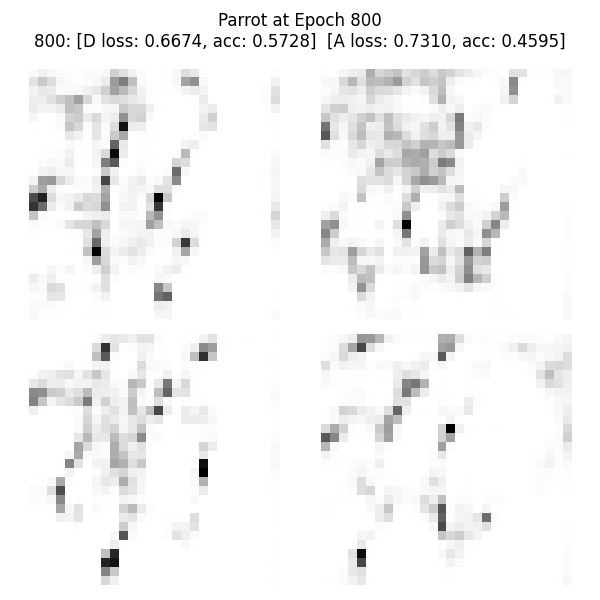 Parrot at Epoch 800
800: [D loss: 0.6674, acc: 0.5728]  [A loss: 0.7310, acc: 0.4595]